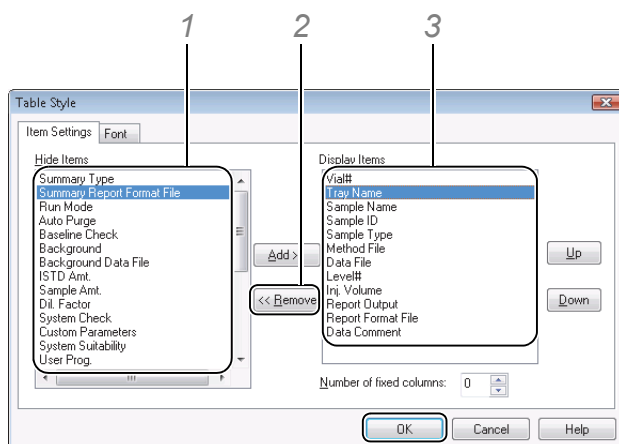 1 2 3
Table Style
Item Settings Font
Hide Items
Summary Type
Summary Report Format File
Run Mode
Auto Purge
Baseline Check
Background
Background Data File
ISTD Amt.
Sample Amt.
Dil. Factor
System Check
Custom Parameters
System Suitability
User Prog.
Add >
<< Remove
Display Items
Vial#
Tray Name
Sample Name
Sample ID
Sample Type
Method File
Data File
Level#
Inj. Volume
Report Output
Report Format File
Data Comment
Up
Down
Number of fixed columns: 0
OK Cancel Help